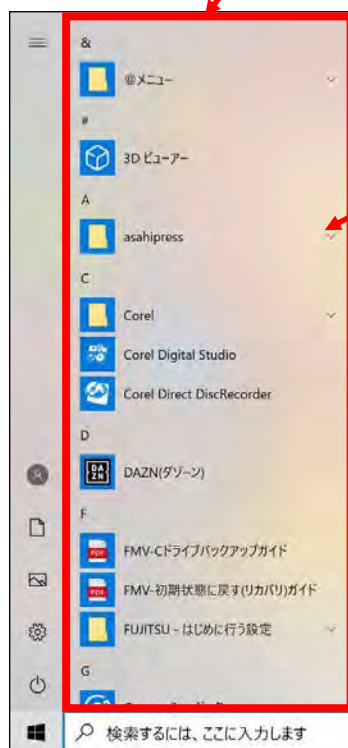 &
@メニュー
#
3D ビューアー
A
asahipress
C
Corel
Corel Digital Studio
Corel Direct DiscRecorder
D
DAZN(ダゾーン)
F
FMV-Cドライブバックアップガイド
FMV-初期状態に戻す(リカバリ)ガイド
FUJITSU - はじめに行う設定
G
検索するには、ここに入力します